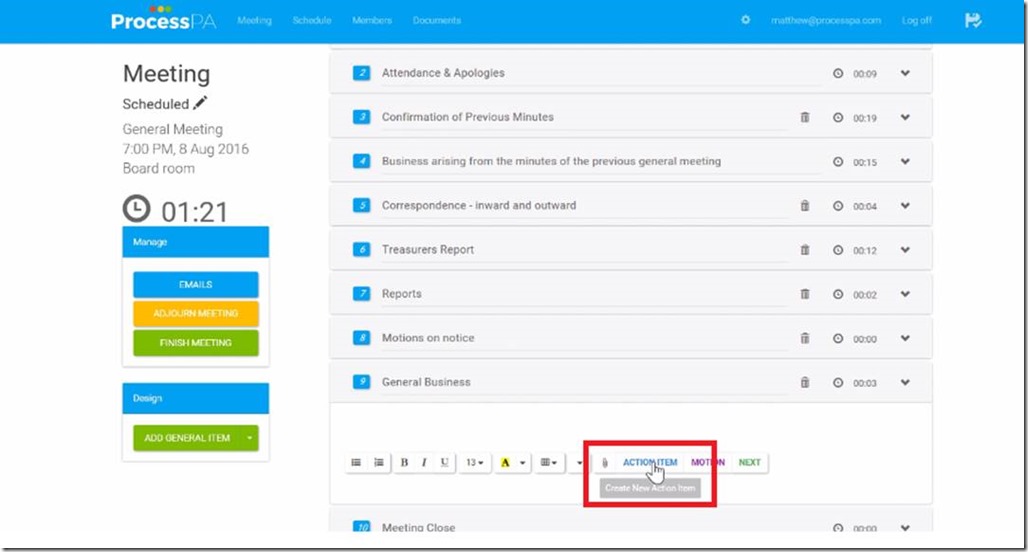 ProcessPA Meeting Schedule Members Documents matthew@processpa.com Log off
Meeting
Scheduled
General Meeting
7:00 PM, 8 Aug 2016
Board room
01:21
Manage
EMAILS
ADJOURN MEETING
FINISH MEETING
Design
ADD GENERAL ITEM
2 Attendance & Apologies 00:09
3 Confirmation of Previous Minutes 00:19
4 Business arising from the minutes of the previous general meeting 00:15
5 Correspondence - inward and outward 00:04
6 Treasurers Report 00:12
7 Reports 00:02
8 Motions on notice 00:00
9 General Business 00:03
B I U 13 A ACTION ITEM MOTION NEXT
Create New Action Item
10 Meeting Close 00:00